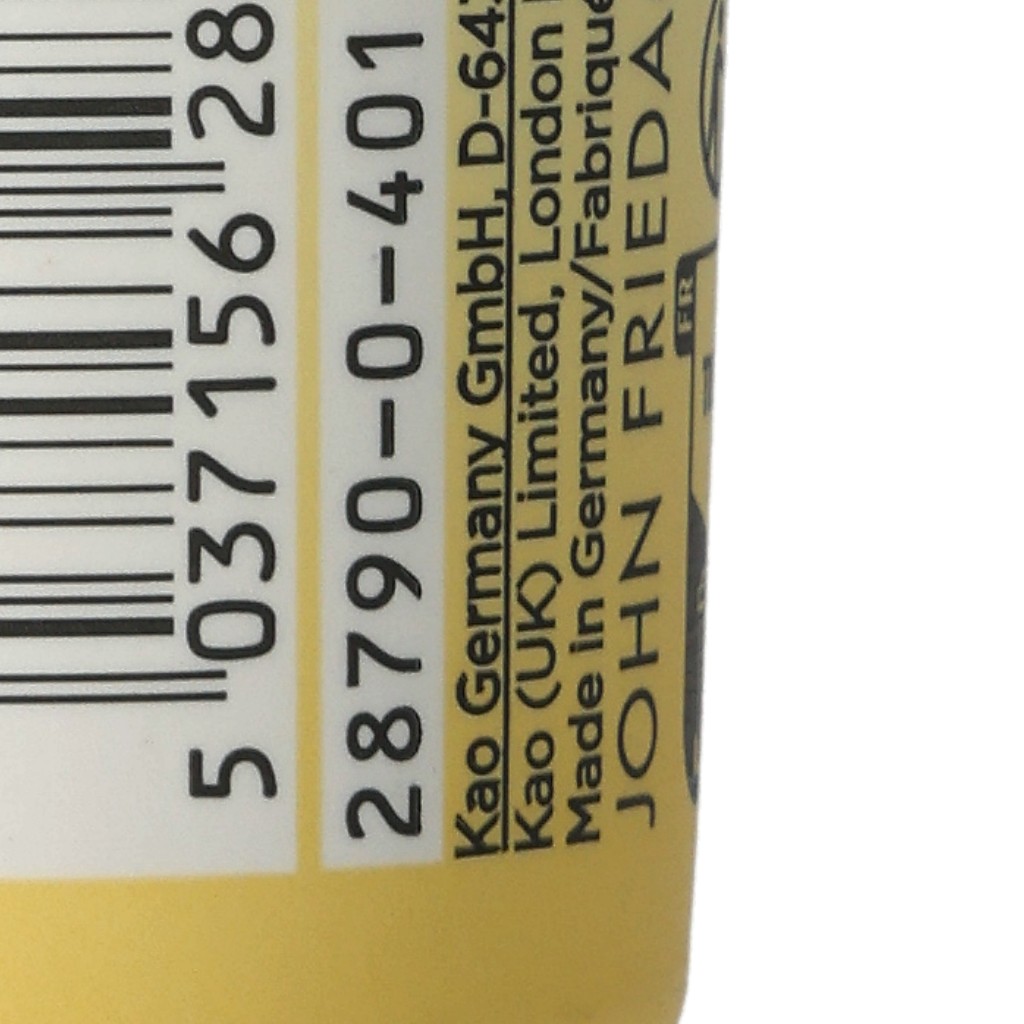 5 037156 28
28790-0-401
Kao Germany GmbH, D-64
Kao (UK) Limited, London
Made in Germany/Fabriqué
JOHN FRIEDA
FR